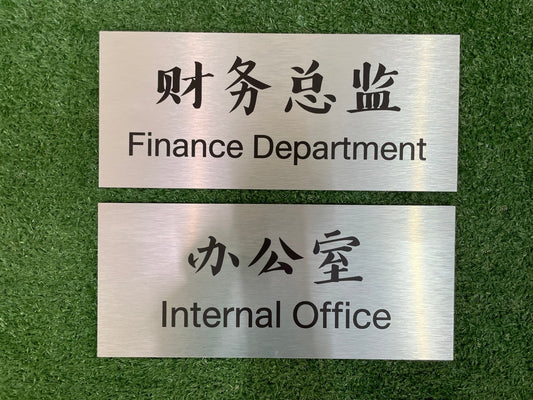 财务总监
Finance Department
办公室
Internal Office